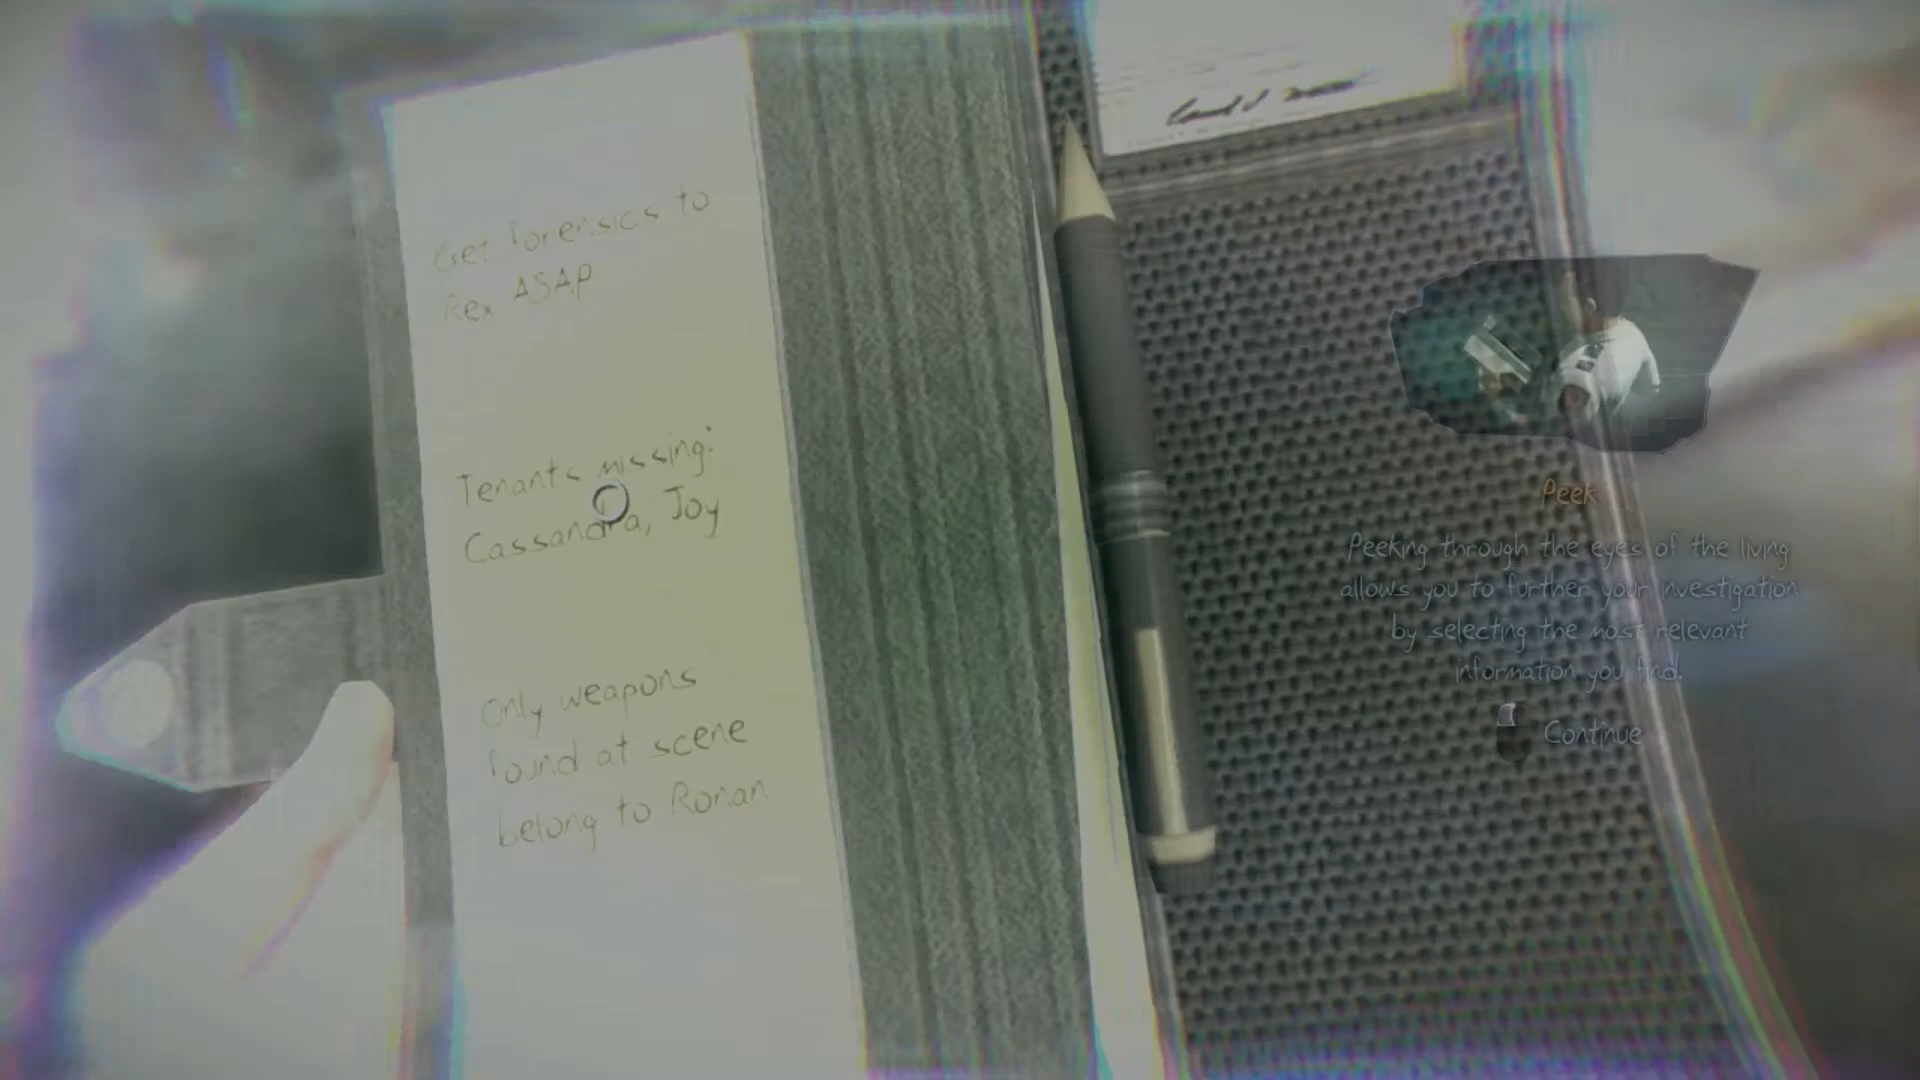 Get forensics to
Rex ASAP
Tenants missing:
Cassandra, Joy
Only weapons
found at scene
belong to Ronan
Peek
Peeking through the eyes of the living
allows you to further your investigation
by selecting the most relevant
information you find.
Continue